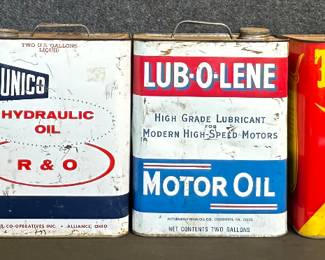 TWO U.S. GALLONS
LIQUID
UNICO
HYDRAULIC
OIL
R & O
CO-OPERATIVES INC. • ALLIANCE, OHIO
LUB-O-LENE
HIGH GRADE LUBRICANT
FOR
MODERN HIGH-SPEED MOTORS
MOTOR OIL
NET CONTENTS TWO GALLONS